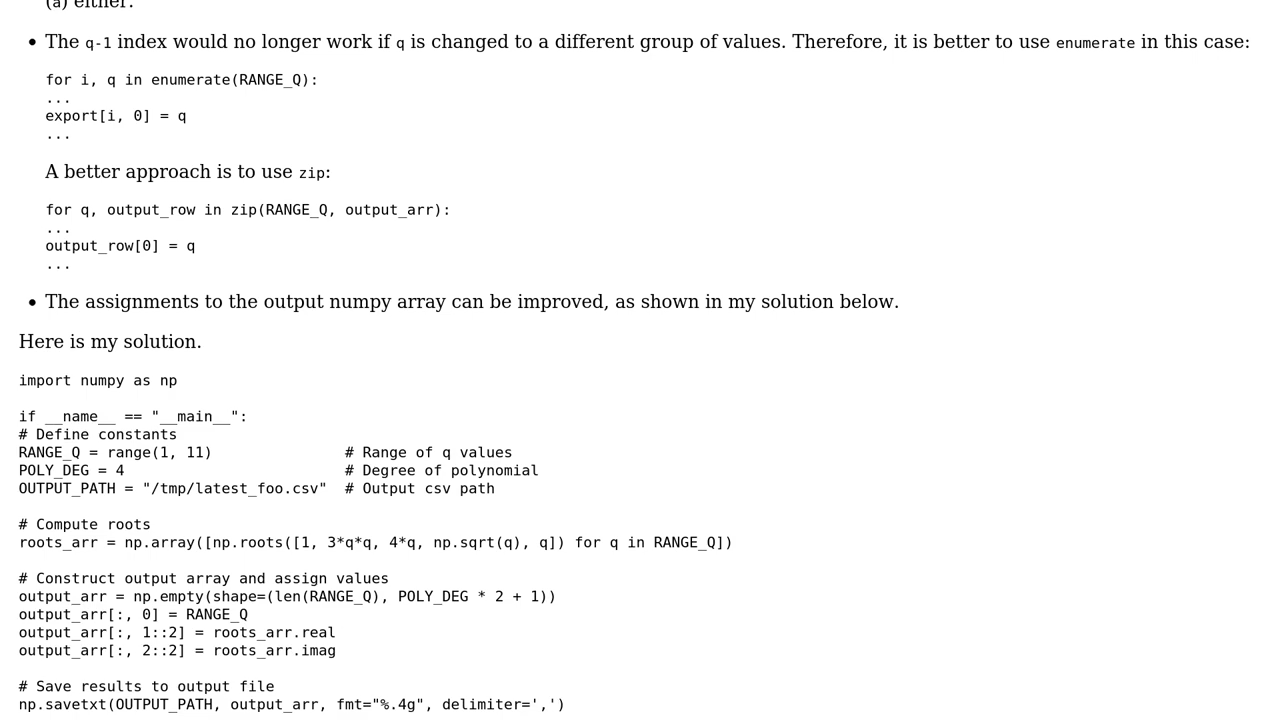 (a) either.
• The q-1 index would no longer work if q is changed to a different group of values. Therefore, it is better to use enumerate in this case:
for i, q in enumerate(RANGE_Q):
...
export[i, 0] = q
...
A better approach is to use zip:
for q, output_row in zip(RANGE_Q, output_arr):
...
output_row[0] = q
...
• The assignments to the output numpy array can be improved, as shown in my solution below.
Here is my solution.
import numpy as np
if __name__ == "__main__":
# Define constants
RANGE_Q = range(1, 11)               # Range of q values
POLY_DEG = 4                         # Degree of polynomial
OUTPUT_PATH = "/tmp/latest_foo.csv"  # Output csv path
# Compute roots
roots_arr = np.array([np.roots([1, 3*q*q, 4*q, np.sqrt(q), q]) for q in RANGE_Q])
# Construct output array and assign values
output_arr = np.empty(shape=(len(RANGE_Q), POLY_DEG * 2 + 1))
output_arr[:, 0] = RANGE_Q
output_arr[:, 1::2] = roots_arr.real
output_arr[:, 2::2] = roots_arr.imag
# Save results to output file
np.savetxt(OUTPUT_PATH, output_arr, fmt="%.4g", delimiter=',')